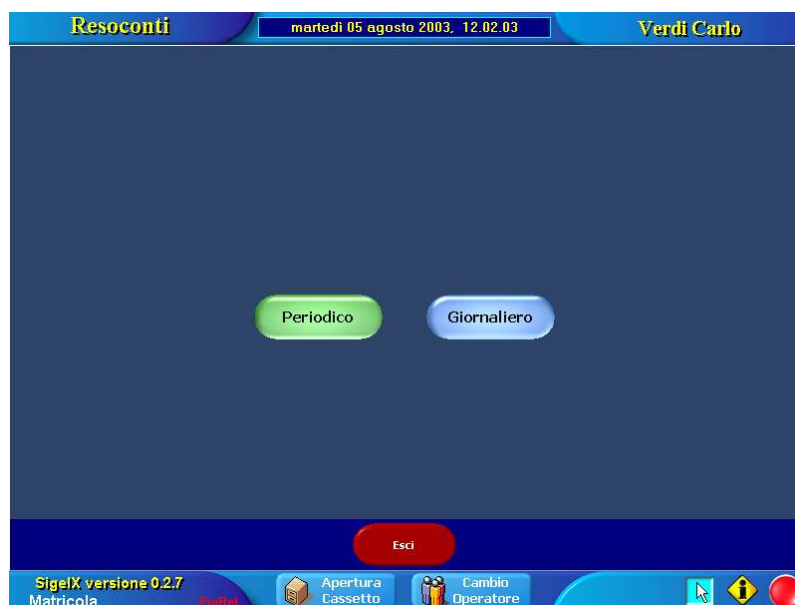 Resoconti
martedì 05 agosto 2003, 12.02.03
Verdi Carlo
Periodico
Giornaliero
Esci
SigelX versione 0.2.7
Matricola
Apertura
Cassetto
Cambio
Operatore